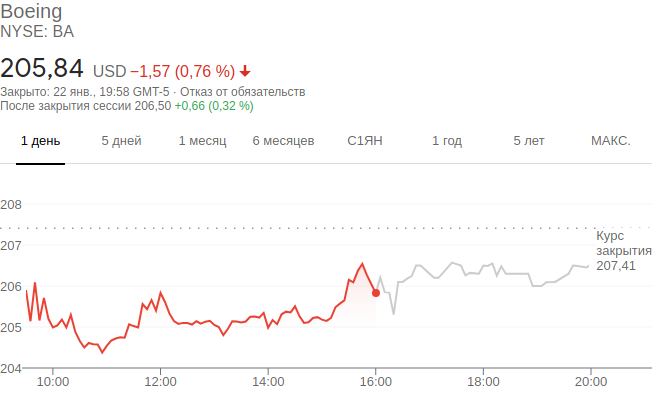 Boeing
NYSE: BA
205,84 USD −1,57 (0,76 %)
Закрыто: 22 янв., 19:58 GMT-5 · Отказ от обязательств
После закрытия сессии 206,50 +0,66 (0,32 %)
1 день 5 дней 1 месяц 6 месяцев С1ЯН 1 год 5 лет МАКС.
208
207
206
205
204
Курс
закрытия
207,41
10:00 12:00 14:00 16:00 18:00 20:00